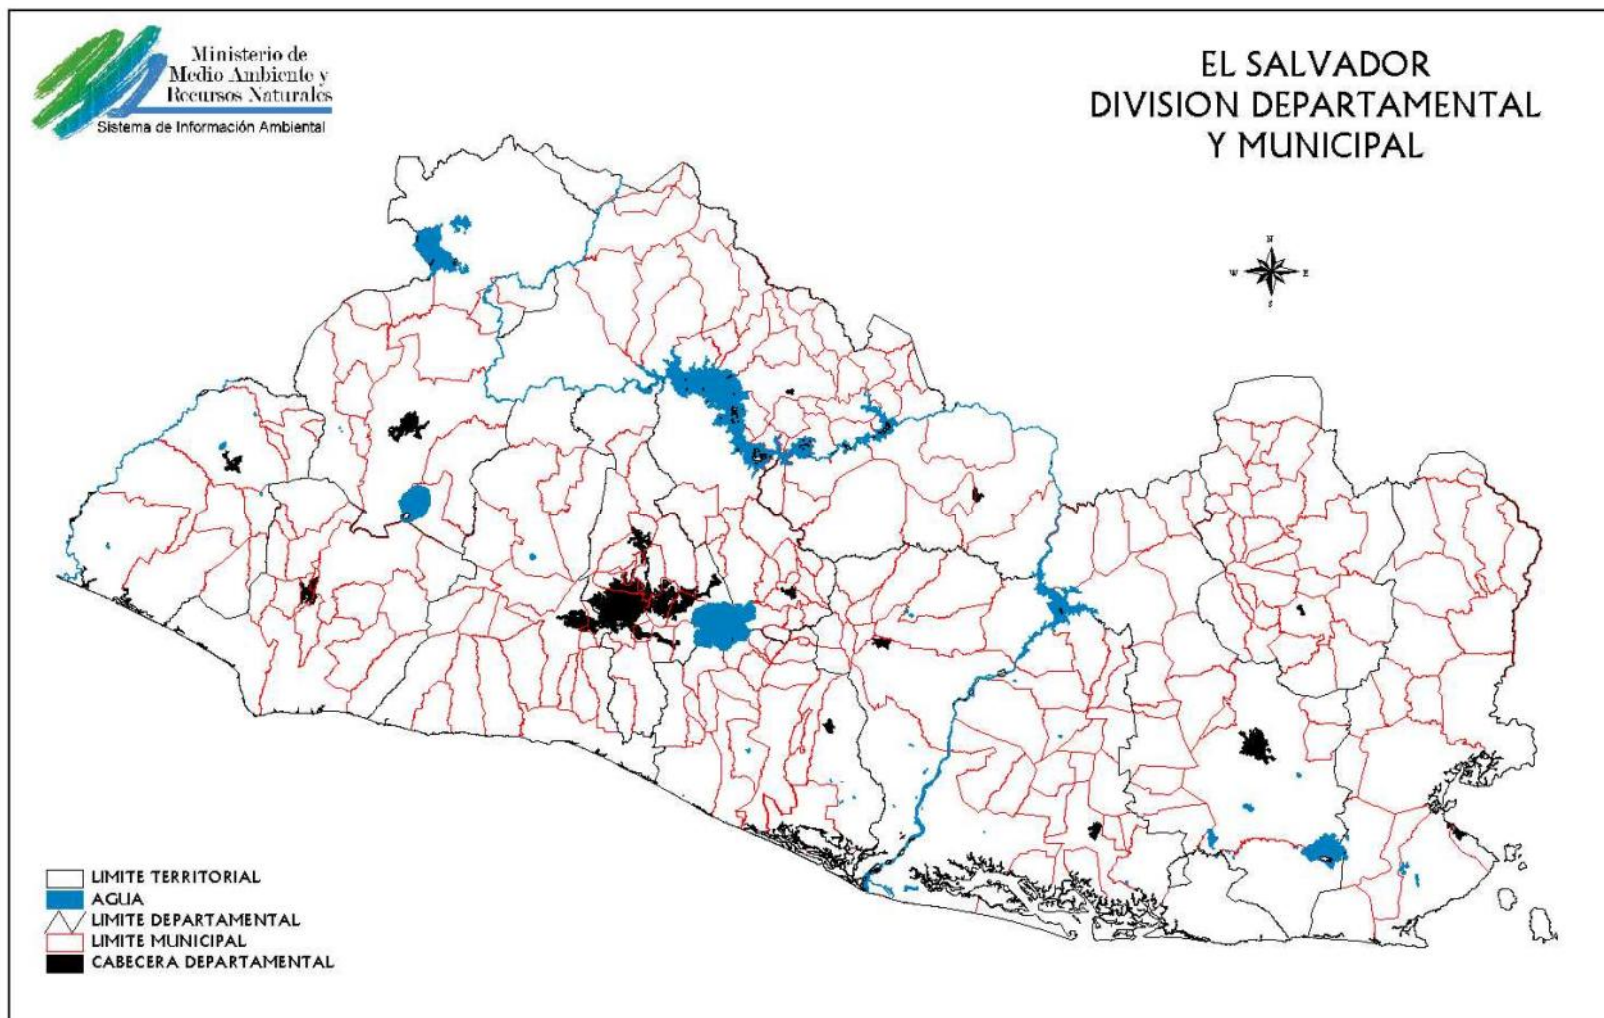 Ministerio de
Medio Ambiente y
Recursos Naturales
Sistema de Información Ambiental
EL SALVADOR
DIVISION DEPARTAMENTAL
Y MUNICIPAL
N
W E
S
LIMITE TERRITORIAL
AGUA
LIMITE DEPARTAMENTAL
LIMITE MUNICIPAL
CABECERA DEPARTAMENTAL